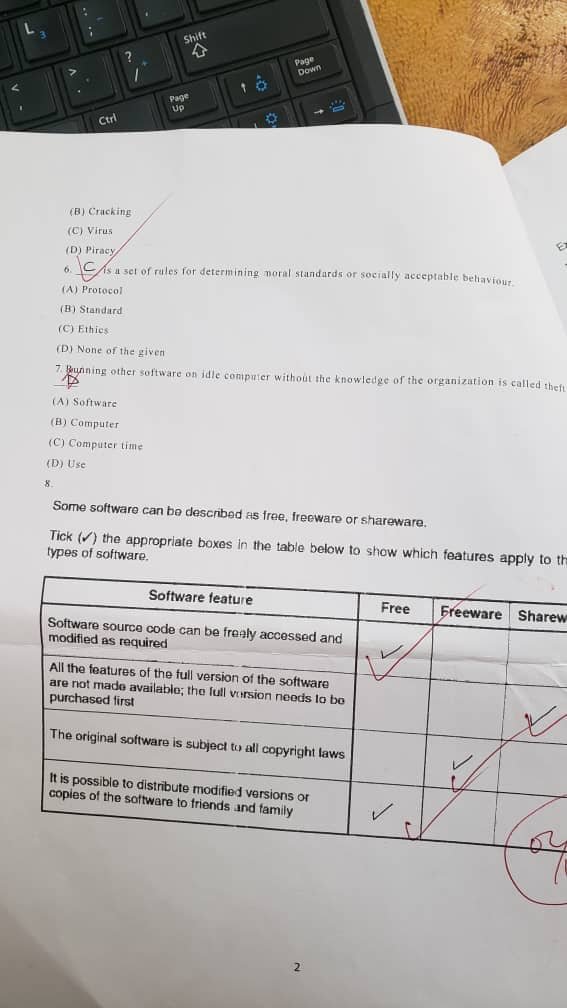 L 3
: ;
< ,
> .
? /
Shift
Ctrl
Page Up
Page Down
(B) Cracking
(C) Virus
(D) Piracy
6. C is a set of rules for determining moral standards or socially acceptable behaviour.
(A) Protocol
(B) Standard
(C) Ethics
(D) None of the given
7. Running other software on idle computer without the knowledge of the organization is called theft
(A) Software
(B) Computer
(C) Computer time
(D) Use
8.
Some software can be described as free, freeware or shareware.
Tick (✓) the appropriate boxes in the table below to show which features apply to th
types of software.
Software feature Free Freeware Sharew
Software source code can be freely accessed and
modified as required ✓
All the features of the full version of the software
are not made available; the full version needs to be
purchased first ✓
The original software is subject to all copyright laws ✓
It is possible to distribute modified versions or
copies of the software to friends and family ✓
2